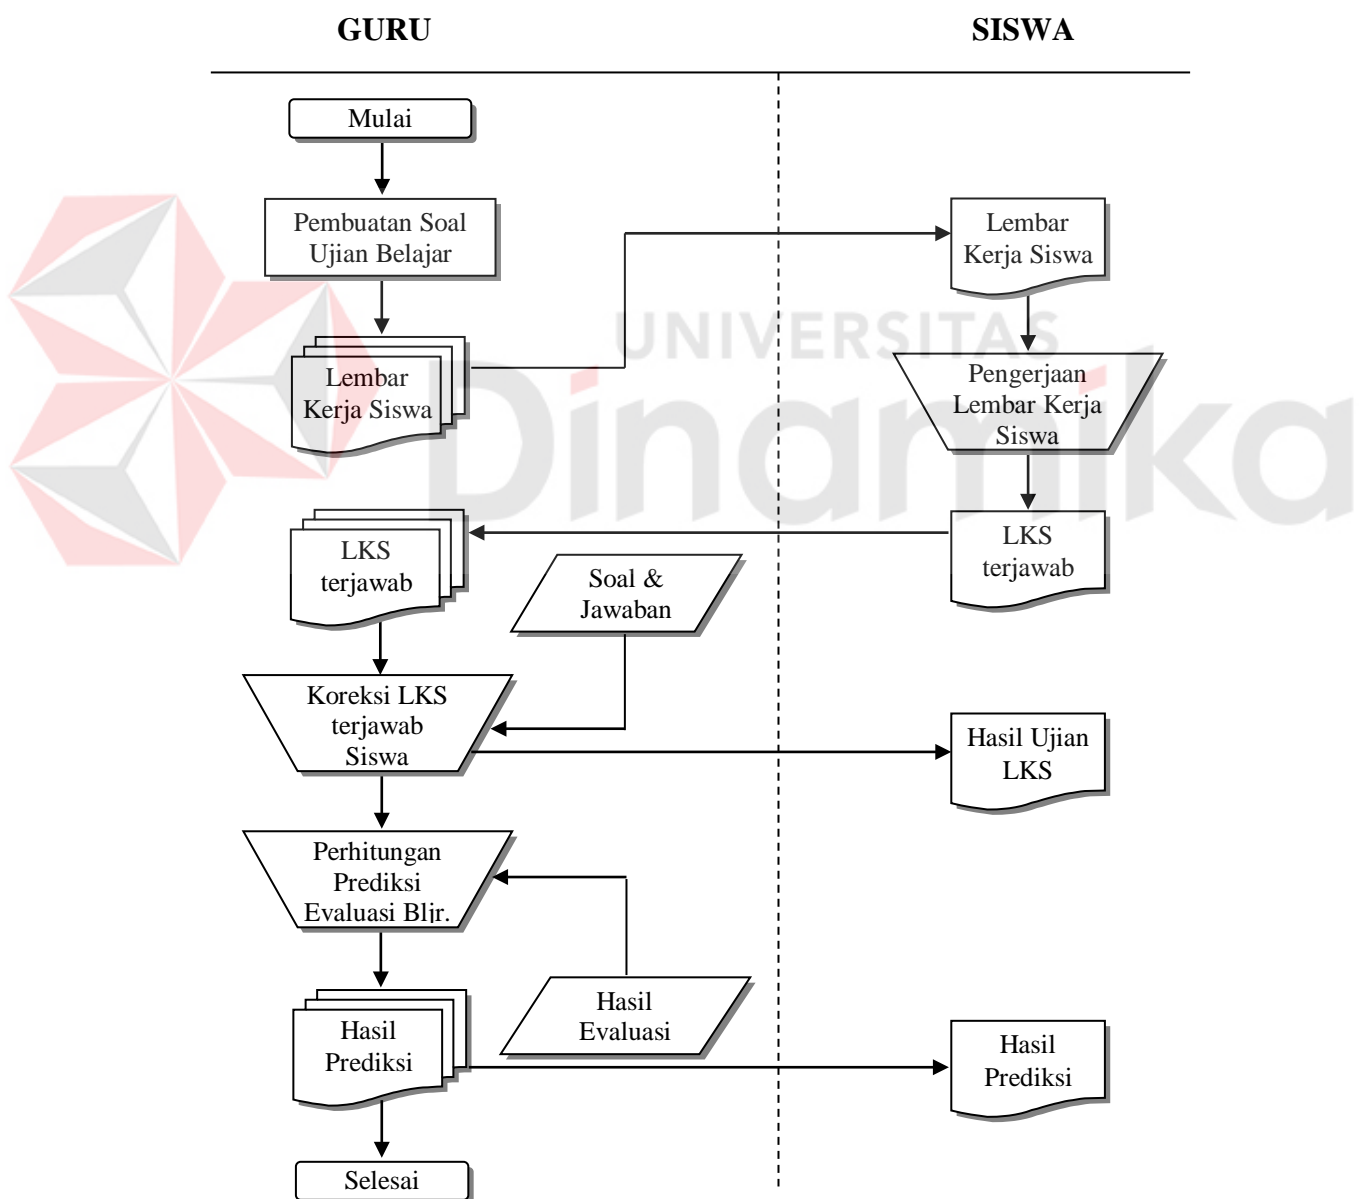 GURU
SISWA
Mulai
Pembuatan Soal
Ujian Belajar
Lembar
Kerja Siswa
Lembar
Kerja Siswa
UNIVERSITAS
Dinamika
Pengerjaan
Lembar Kerja
Siswa
LKS
terjawab
LKS
terjawab
Soal &
Jawaban
Koreksi LKS
terjawab
Siswa
Hasil Ujian
LKS
Perhitungan
Prediksi
Evaluasi Bljr.
Hasil
Evaluasi
Hasil
Prediksi
Hasil
Prediksi
Selesai